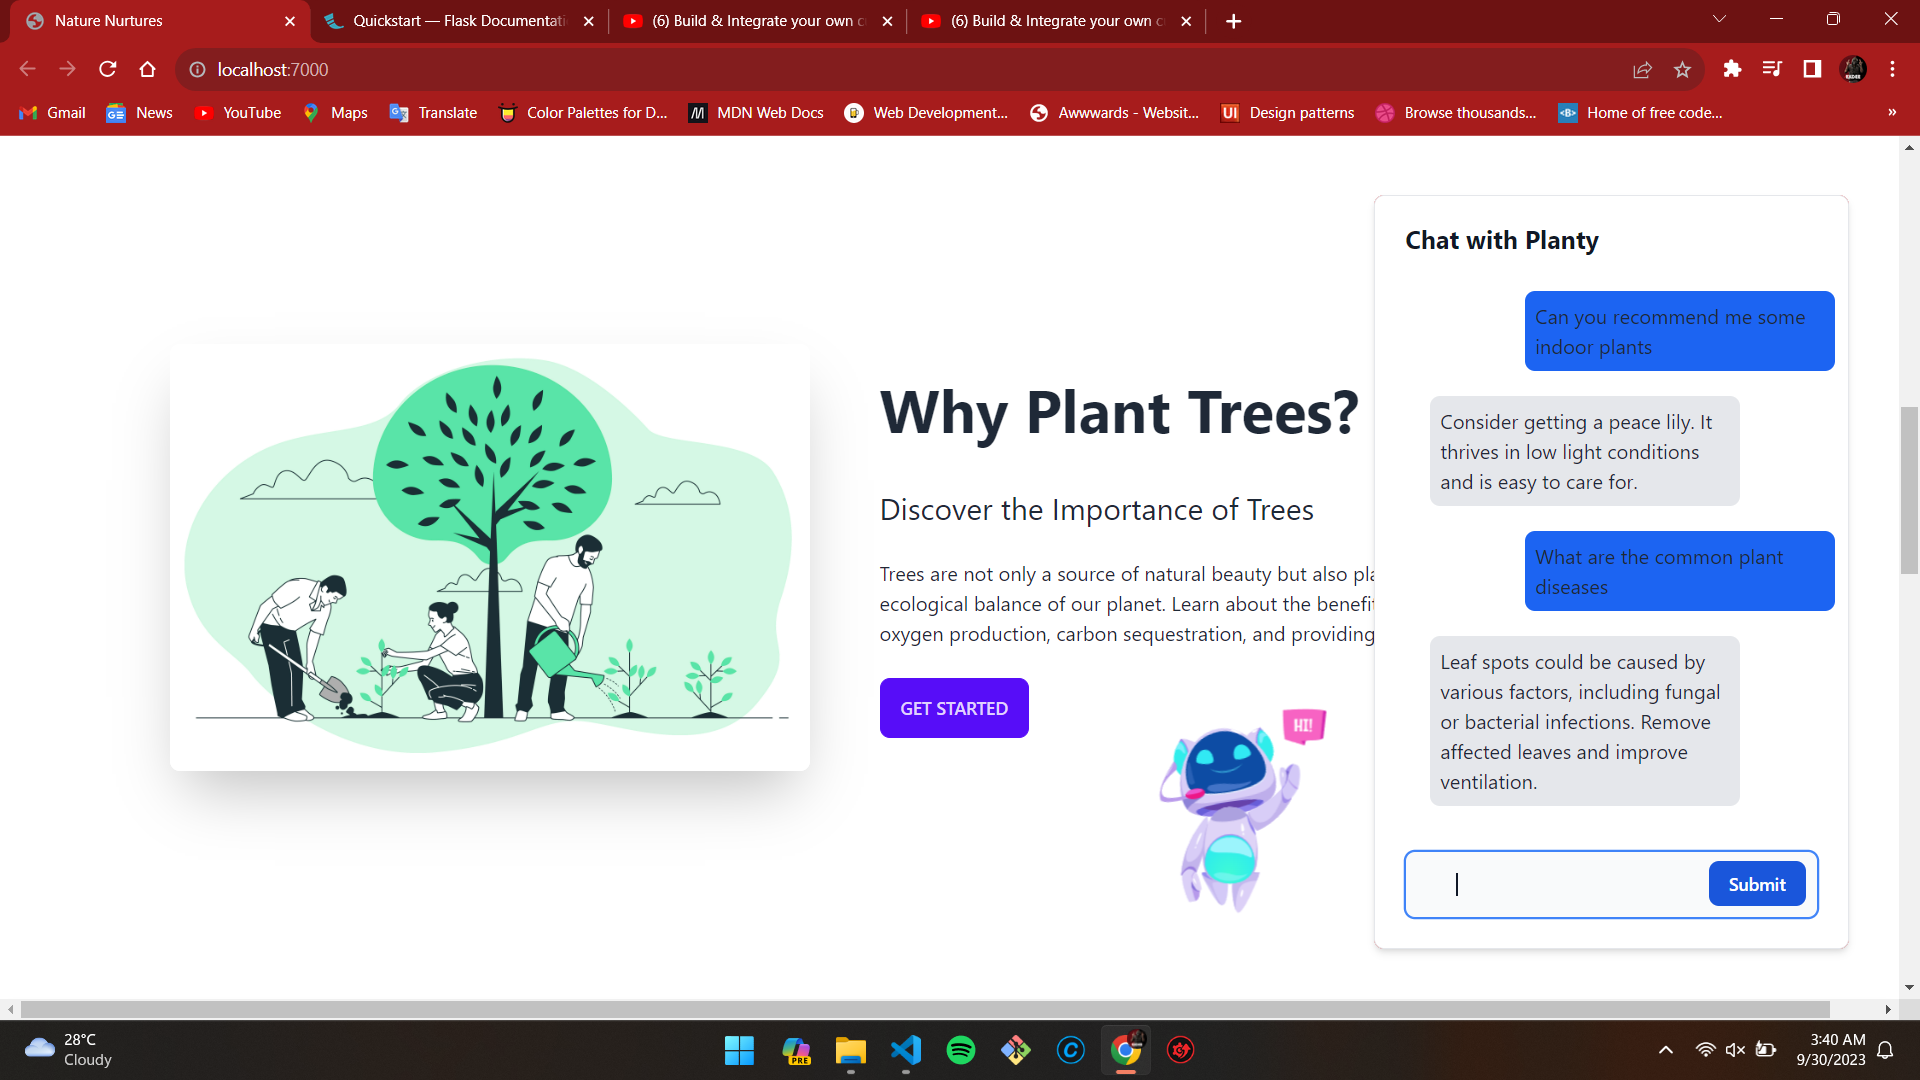 Nature Nurtures
Quickstart — Flask Documentati
(6) Build & Integrate your own c
(6) Build & Integrate your own c
localhost:7000
Gmail
News
YouTube
Maps
Translate
Color Palettes for D...
MDN Web Docs
Web Development...
Awwwards - Websit...
UI
Design patterns
Browse thousands...
Home of free code...
»
Chat with Planty
Can you recommend me some
indoor plants
Consider getting a peace lily. It
thrives in low light conditions
and is easy to care for.
What are the common plant
diseases
Leaf spots could be caused by
various factors, including fungal
or bacterial infections. Remove
affected leaves and improve
ventilation.
Submit
Why Plant Trees?
Discover the Importance of Trees
Trees are not only a source of natural beauty but also pla
ecological balance of our planet. Learn about the benefit
oxygen production, carbon sequestration, and providing
GET STARTED
HI!
28°C
Cloudy
PRE
3:40 AM
9/30/2023